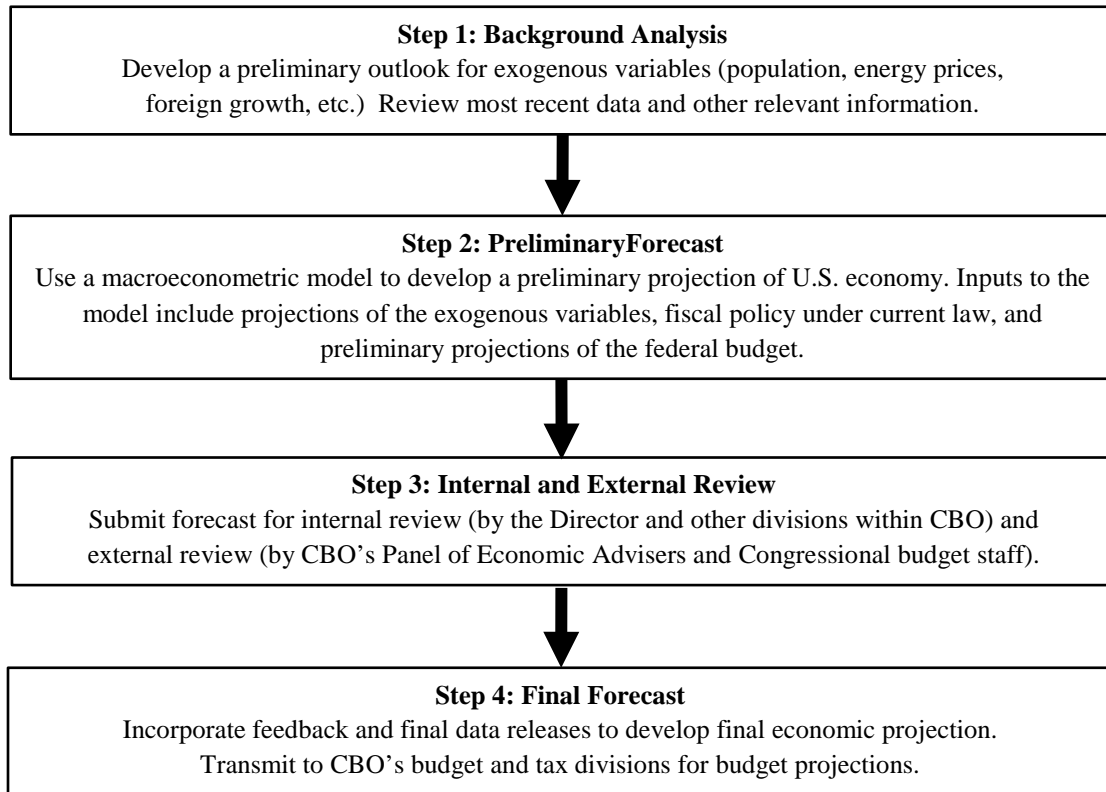 Step 1: Background Analysis
Develop a preliminary outlook for exogenous variables (population, energy prices,
foreign growth, etc.)  Review most recent data and other relevant information.
Step 2: PreliminaryForecast
Use a macroeconometric model to develop a preliminary projection of U.S. economy. Inputs to the
model include projections of the exogenous variables, fiscal policy under current law, and
preliminary projections of the federal budget.
Step 3: Internal and External Review
Submit forecast for internal review (by the Director and other divisions within CBO) and
external review (by CBO’s Panel of Economic Advisers and Congressional budget staff).
Step 4: Final Forecast
Incorporate feedback and final data releases to develop final economic projection.
Transmit to CBO’s budget and tax divisions for budget projections.